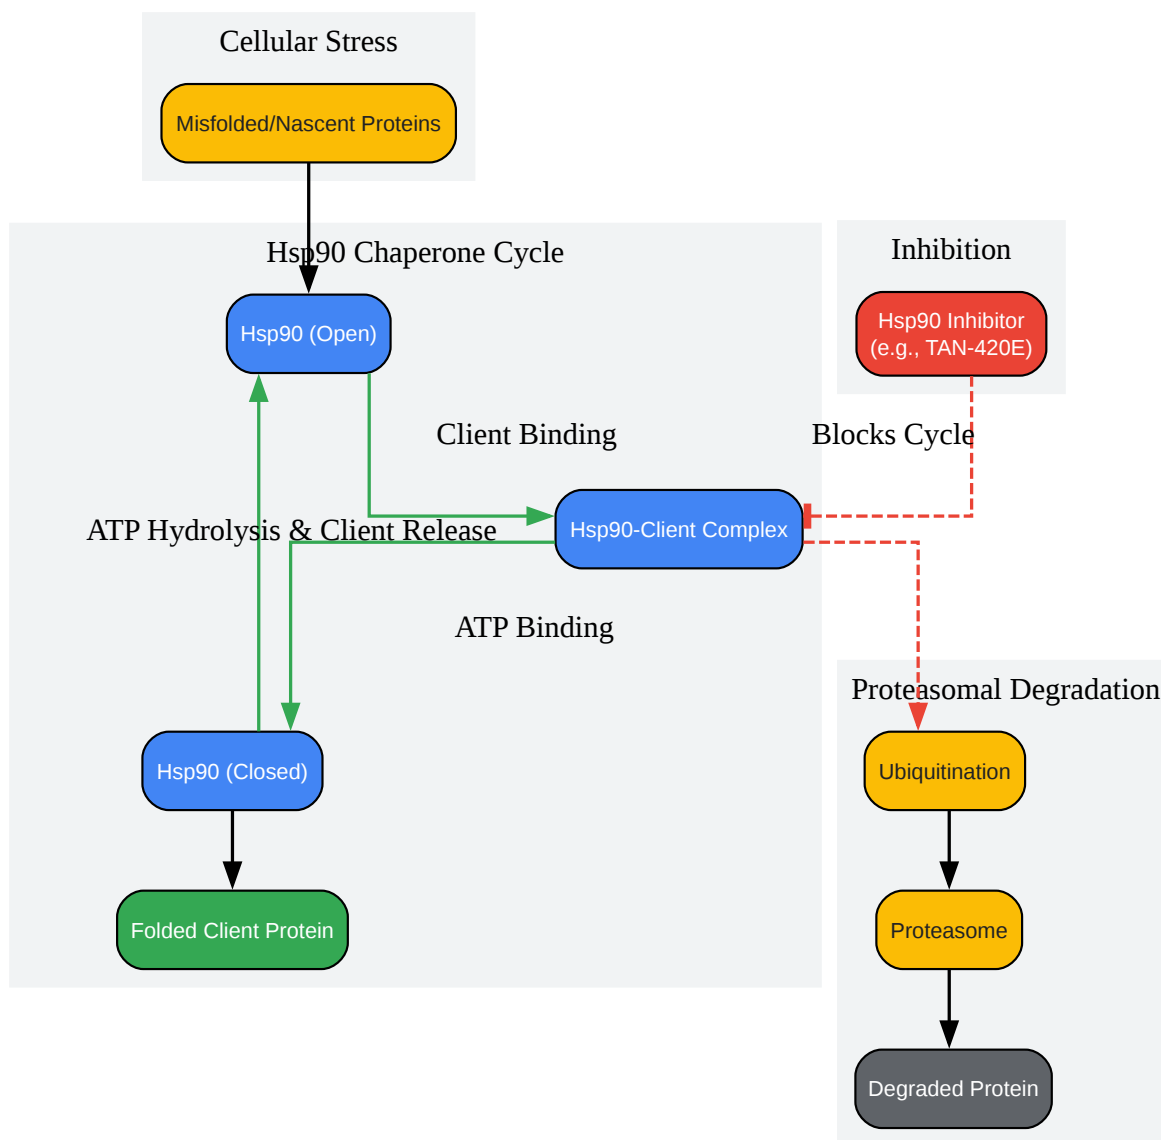 Cellular Stress
Misfolded/Nascent Proteins
Hsp90 Chaperone Cycle
Inhibition
Hsp90 (Open)
Hsp90 Inhibitor
(e.g., TAN-420E)
Client Binding
Blocks Cycle
ATP Hydrolysis & Client Release
Hsp90-Client Complex
ATP Binding
Proteasomal Degradation
Hsp90 (Closed)
Ubiquitination
Folded Client Protein
Proteasome
Degraded Protein